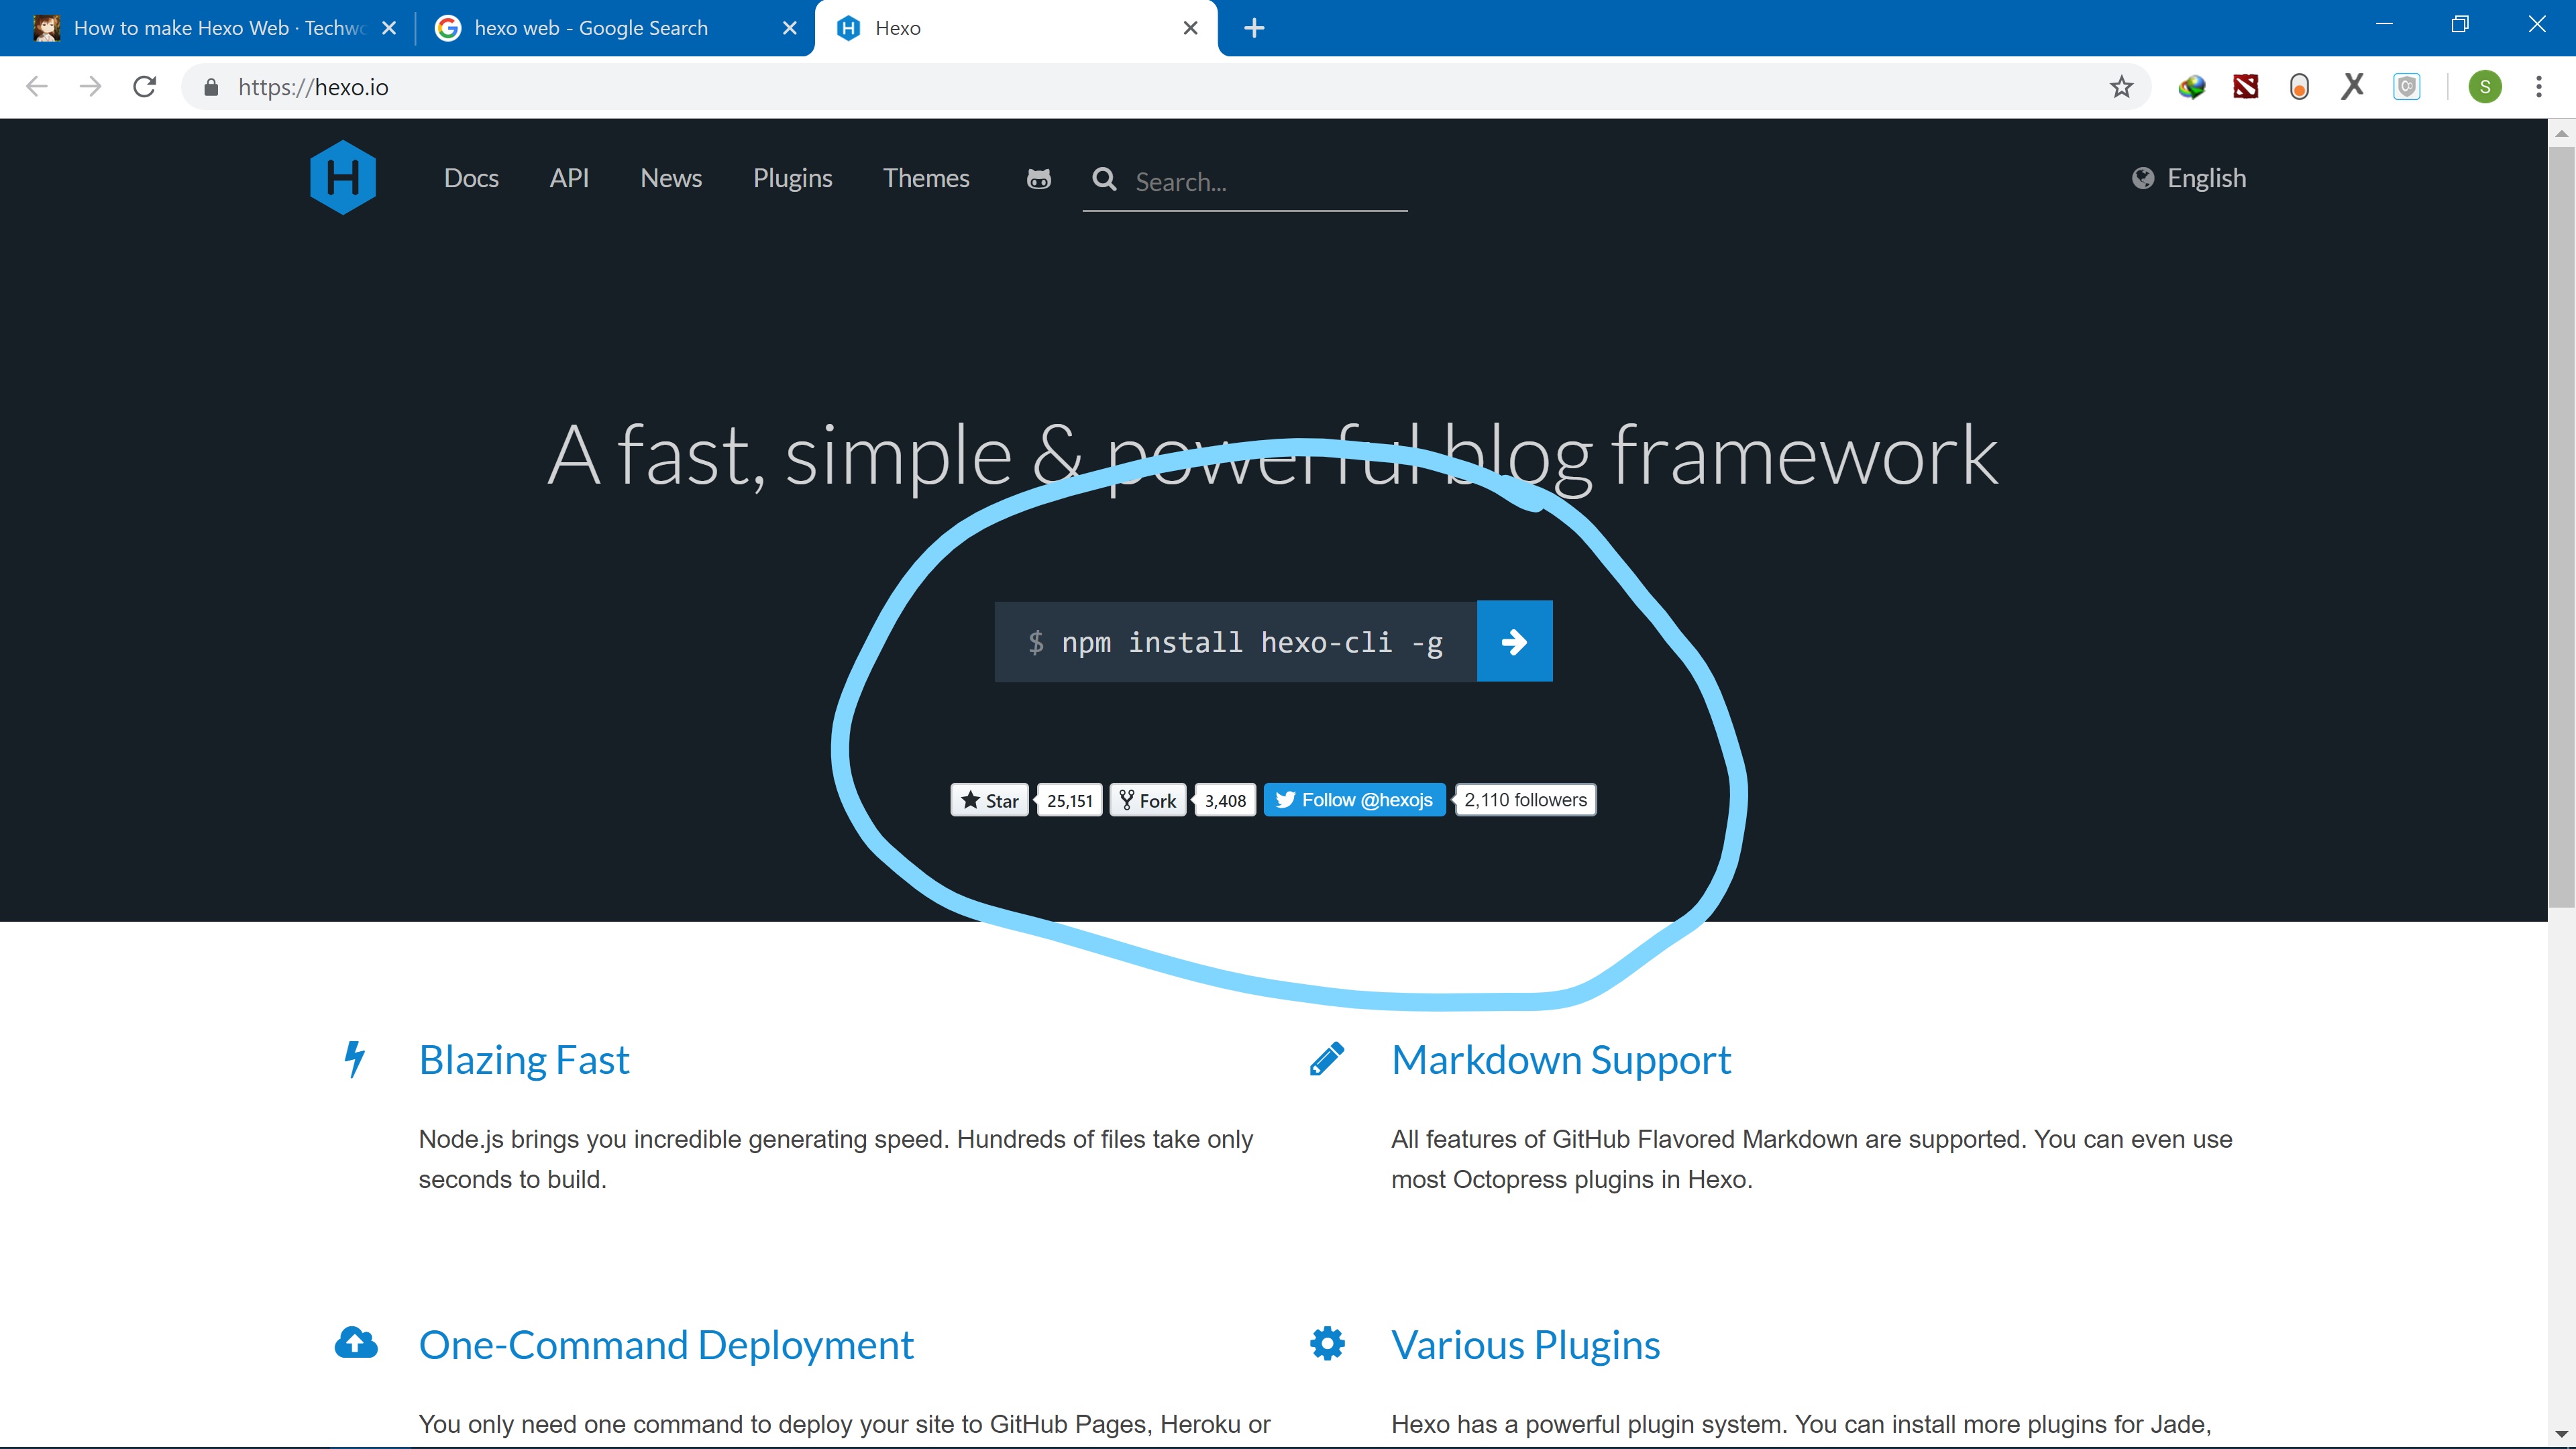 How to make Hexo Web · Techwo
hexo web - Google Search
Hexo
https://hexo.io
S
H
Docs
API
News
Plugins
Themes
Search...
English
A fast, simple & powerful blog framework
$ npm install hexo-cli -g
Star
25,151
Fork
3,408
Follow @hexojs
2,110 followers
Blazing Fast
Node.js brings you incredible generating speed. Hundreds of files take only
seconds to build.
Markdown Support
All features of GitHub Flavored Markdown are supported. You can even use
most Octopress plugins in Hexo.
One-Command Deployment
You only need one command to deploy your site to GitHub Pages, Heroku or
Various Plugins
Hexo has a powerful plugin system. You can install more plugins for Jade,